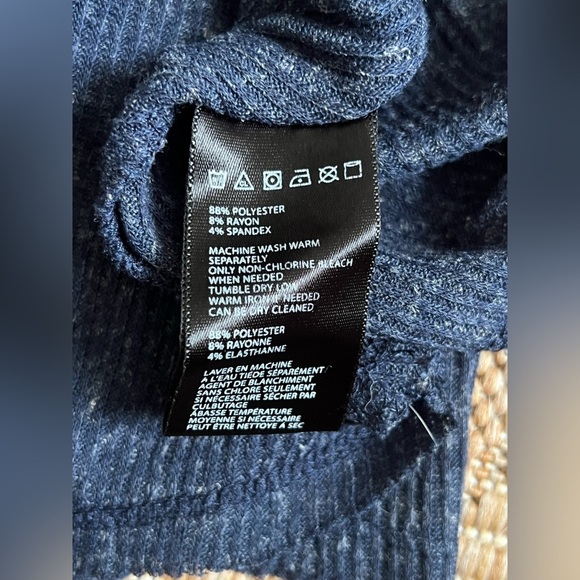 88% POLYESTER
8% RAYON
4% SPANDEX
MACHINE WASH WARM
SEPARATELY
ONLY NON-CHLORINE BLEACH
WHEN NEEDED
TUMBLE DRY LOW
WARM IRON IF NEEDED
CAN BE DRY CLEANED
88% POLYESTER
8% RAYONNE
4% ELASTHANNE
LAVER EN MACHINE
À L'EAU TIEDE SÉPARÉMENT
AGENT DE BLANCHIMENT
SANS CHLORE SEULEMENT
SI NÉCESSAIRE SÉCHER PAR
CULBUTAGE
ABASSE TEMPÉRATURE
MOYENNE SI NÉCESSAIRE
PEUT ÊTRE NETTOYÉ À SEC